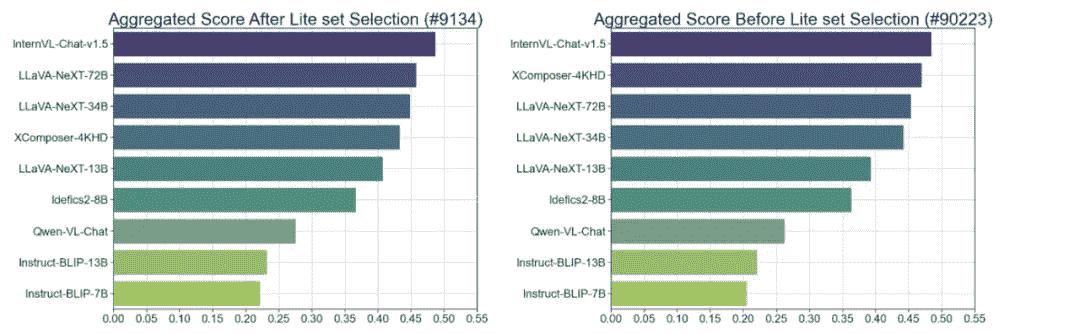 Aggregated Score After Lite set Selection (#9134)
InternVL-Chat-v1.5
LLaVA-NeXT-72B
LLaVA-NeXT-34B
XComposer-4KHD
LLaVA-NeXT-13B
Idefics2-8B
Qwen-VL-Chat
Instruct-BLIP-13B
Instruct-BLIP-7B
0.00 0.05 0.10 0.15 0.20 0.25 0.30 0.35 0.40 0.45 0.50 0.55
Aggregated Score Before Lite set Selection (#90223)
InternVL-Chat-v1.5
XComposer-4KHD
LLaVA-NeXT-72B
LLaVA-NeXT-34B
LLaVA-NeXT-13B
Idefics2-8B
Qwen-VL-Chat
Instruct-BLIP-13B
Instruct-BLIP-7B
0.00 0.05 0.10 0.15 0.20 0.25 0.30 0.35 0.40 0.45 0.50 0.55